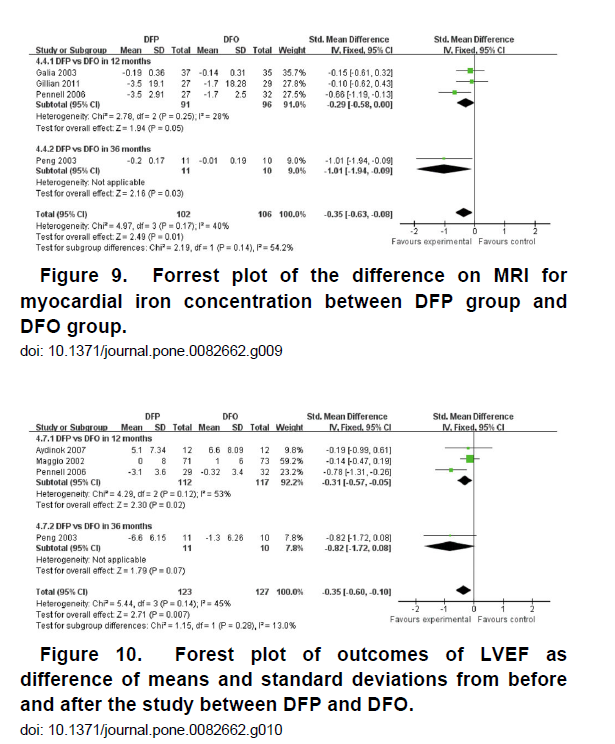 DFP DFO Std. Mean Difference Std. Mean Difference
Study or Subgroup Mean SD Total Mean SD Total Weight IV, Fixed, 95% CI IV, Fixed, 95% CI
4.4.1 DFP vs DFO in 12 months
Galia 2003 -0.19 0.36 37 -0.14 0.31 35 35.7% -0.15 [-0.61, 0.32]
Gillian 2011 -3.5 19.1 27 -1.7 18.28 29 27.8% -0.10 [-0.62, 0.43]
Pennell 2006 -3.5 2.91 27 -1.7 2.5 32 27.5% -0.66 [-1.19, -0.13]
Subtotal (95% CI) 91 96 91.0% -0.29 [-0.58, 0.00]
Heterogeneity: Chi² = 2.78, df = 2 (P = 0.25); I² = 28%
Test for overall effect: Z = 1.94 (P = 0.05)
4.4.2 DFP vs DFO in 36 months
Peng 2003 -0.2 0.17 11 -0.01 0.19 10 9.0% -1.01 [-1.94, -0.09]
Subtotal (95% CI) 11 10 9.0% -1.01 [-1.94, -0.09]
Heterogeneity: Not applicable
Test for overall effect: Z = 2.16 (P = 0.03)
Total (95% CI) 102 106 100.0% -0.35 [-0.63, -0.08]
Heterogeneity: Chi² = 4.97, df = 3 (P = 0.17); I² = 40%
Test for overall effect: Z = 2.49 (P = 0.01)
Test for subgroup differences: Chi² = 2.19, df = 1 (P = 0.14), I² = 54.2%
-2 -1 0 1 2
Favours experimental Favours control
Figure 9. Forrest plot of the difference on MRI for
myocardial iron concentration between DFP group and
DFO group.
doi: 10.1371/journal.pone.0082662.g009
DFP DFO Std. Mean Difference Std. Mean Difference
Study or Subgroup Mean SD Total Mean SD Total Weight IV, Fixed, 95% CI IV, Fixed, 95% CI
4.7.1 DFP vs DFO in 12 months
Aydinok 2007 5.1 7.34 12 6.6 8.09 12 9.8% -0.19 [-0.99, 0.61]
Maggio 2002 0 8 71 1 6 73 59.2% -0.14 [-0.47, 0.19]
Pennell 2006 -3.1 3.6 29 -0.32 3.4 32 23.2% -0.78 [-1.31, -0.26]
Subtotal (95% CI) 112 117 92.2% -0.31 [-0.57, -0.05]
Heterogeneity: Chi² = 4.29, df = 2 (P = 0.12); I² = 53%
Test for overall effect: Z = 2.30 (P = 0.02)
4.7.2 DFP vs DFO in 36 months
Peng 2003 -6.6 6.15 11 -1.3 6.26 10 7.8% -0.82 [-1.72, 0.08]
Subtotal (95% CI) 11 10 7.8% -0.82 [-1.72, 0.08]
Heterogeneity: Not applicable
Test for overall effect: Z = 1.79 (P = 0.07)
Total (95% CI) 123 127 100.0% -0.35 [-0.60, -0.10]
Heterogeneity: Chi² = 5.44, df = 3 (P = 0.14); I² = 45%
Test for overall effect: Z = 2.71 (P = 0.007)
Test for subgroup differences: Chi² = 1.15, df = 1 (P = 0.28), I² = 13.0%
-2 -1 0 1 2
Favours experimental Favours control
Figure 10. Forest plot of outcomes of LVEF as
difference of means and standard deviations from before
and after the study between DFP and DFO.
doi: 10.1371/journal.pone.0082662.g010